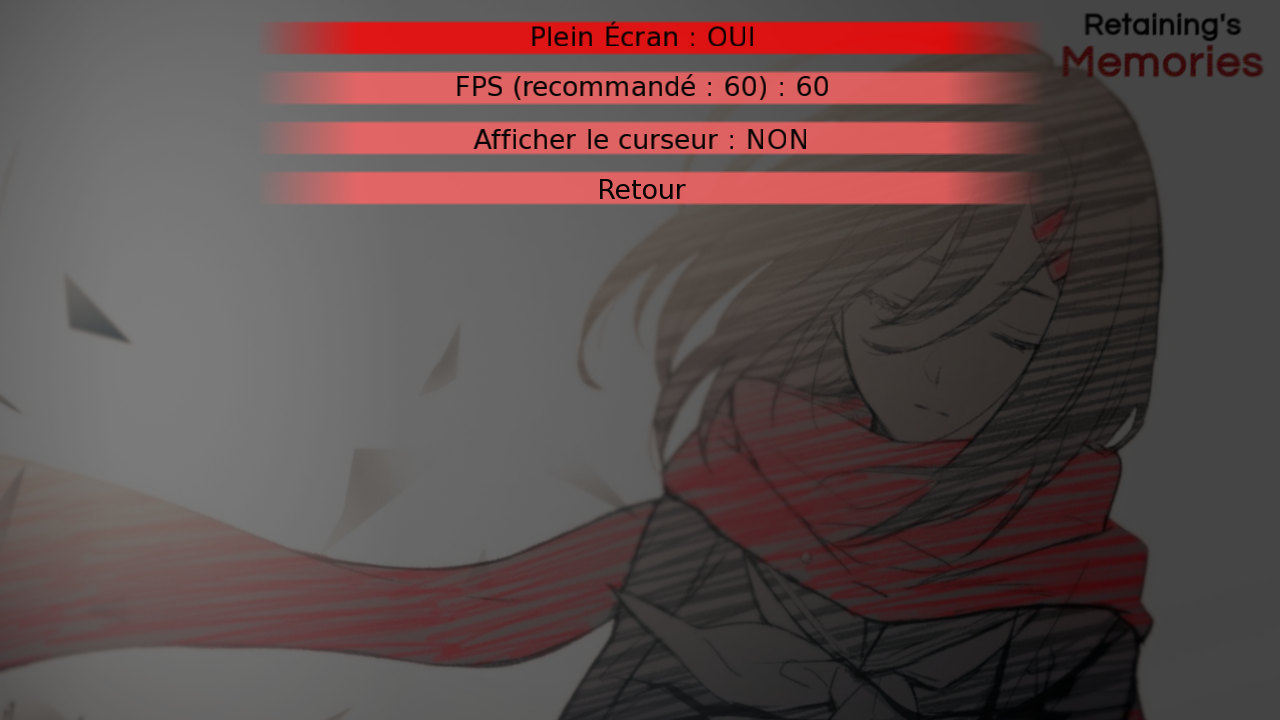 Plein Écran : OUI
FPS (recommandé : 60) : 60
Afficher le curseur : NON
Retour
Retaining's
Memories